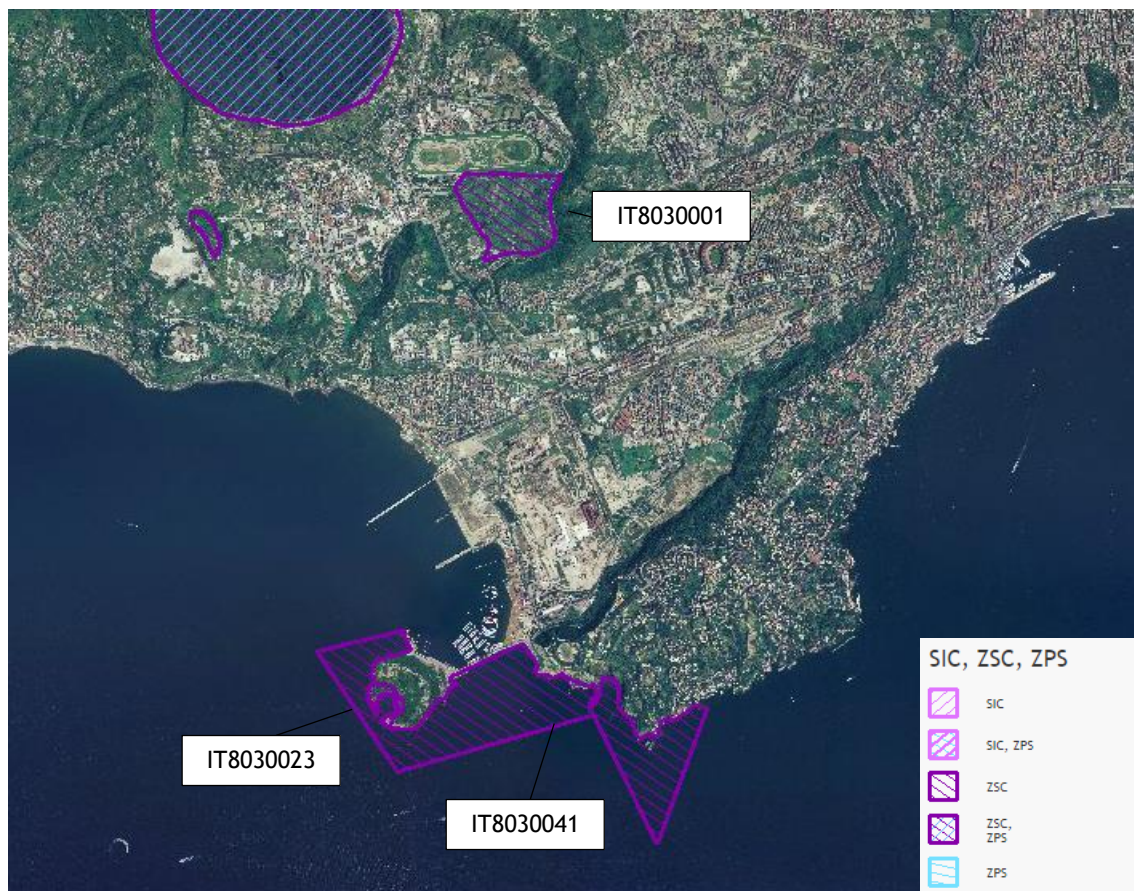 IT8030001
IT8030023
IT8030041
SIC, ZSC, ZPS
SIC
SIC, ZPS
ZSC
ZSC,
ZPS
ZPS